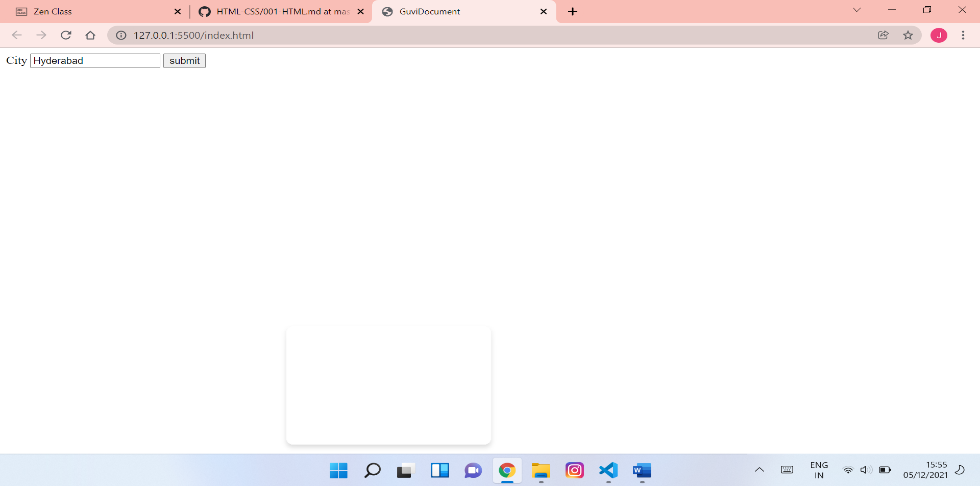 Zen Class
HTML-CSS/001-HTML.md at mas
GuviDocument
127.0.0.1:5500/index.html
J
City Hyderabad submit
W
ENG
IN
15:55
05/12/2021